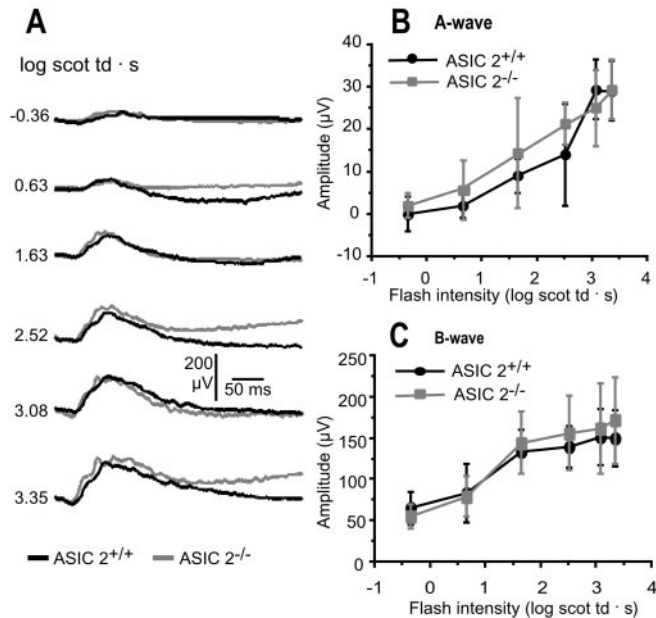 A
log scot td · s
-0.36
0.63
1.63
2.52
3.08
3.35
200
µV
50 ms
ASIC 2+/+
ASIC 2-/-
B A-wave
40
30
20
10
0
-10
Amplitude (µV)
ASIC 2+/+
ASIC 2-/-
-1 0 1 2 3 4
Flash intensity (log scot td · s)
C B-wave
250
200
150
100
50
0
Amplitude (µV)
ASIC 2+/+
ASIC 2-/-
-1 0 1 2 3 4
Flash intensity (log scot td · s)